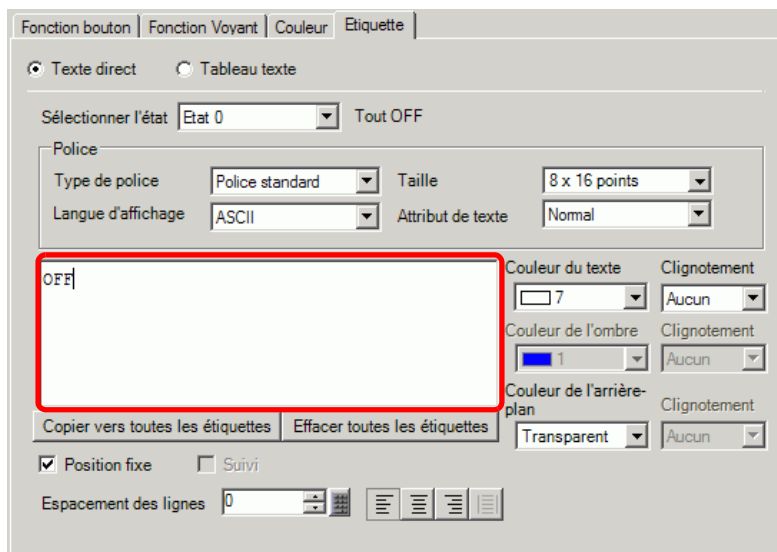 Fonction bouton Fonction Voyant Couleur Etiquette
Texte direct Tableau texte
Sélectionner l'état Etat 0 Tout OFF
Police
Type de police Police standard Taille 8 x 16 points
Langue d'affichage ASCII Attribut de texte Normal
OFF
Couleur du texte Clignotement
7 Aucun
Couleur de l'ombre Clignotement
1 Aucun
Couleur de l'arrière-
plan Clignotement
Transparent Aucun
Copier vers toutes les étiquettes Effacer toutes les étiquettes
Position fixe Suivi
Espacement des lignes 0